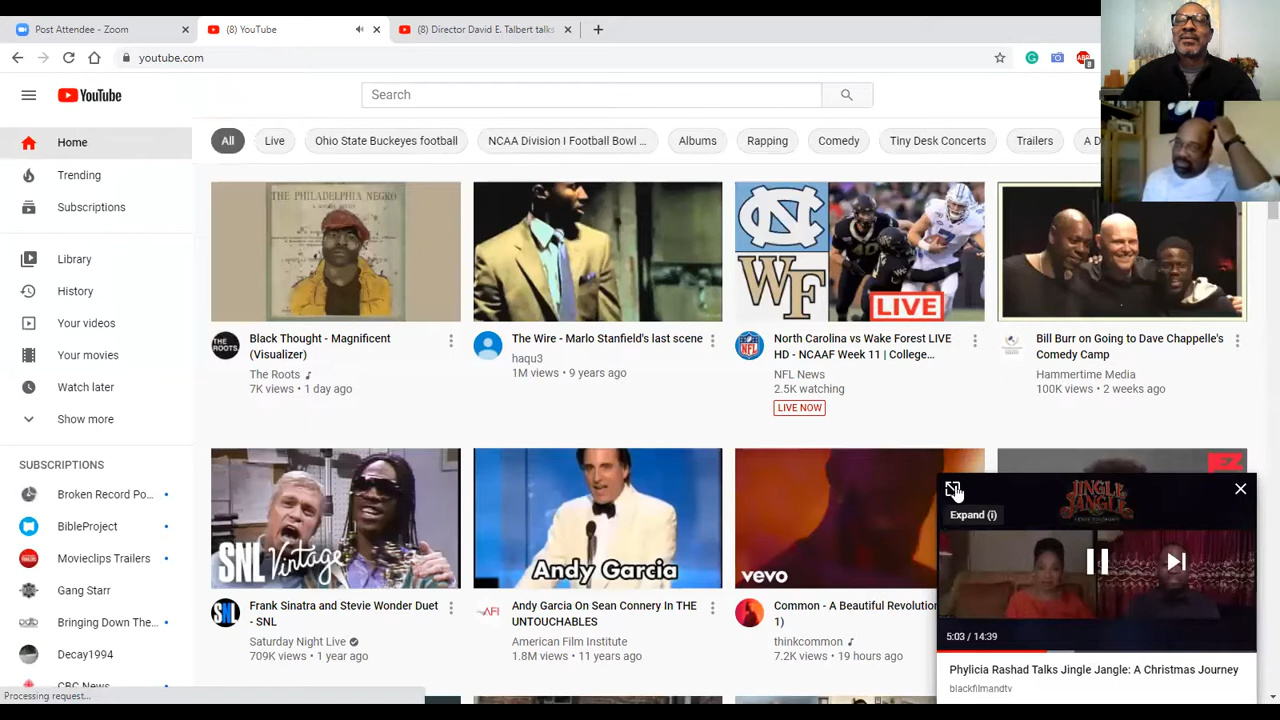 Post Attendee - Zoom
(8) YouTube
(8) Director David E. Talbert talks
youtube.com
8
YouTube
Search
Home
Trending
Subscriptions
Library
History
Your videos
Your movies
Watch later
Show more
SUBSCRIPTIONS
Broken Record Po...
BibleProject
Movieclips Trailers
Gang Starr
Bringing Down The...
Decay1994
CBC News
Processing request...
All
Live
Ohio State Buckeyes football
NCAA Division I Football Bowl ...
Albums
Rapping
Comedy
Tiny Desk Concerts
Trailers
A D
THE PHILADELPHIA NEGRO
THE ROOTS
Black Thought - Magnificent
(Visualizer)
The Roots
7K views • 1 day ago
The Wire - Marlo Stanfield's last scene
haqu3
1M views • 9 years ago
NC
WF
LIVE
North Carolina vs Wake Forest LIVE
HD - NCAAF Week 11 | College...
NFL News
2.5K watching
LIVE NOW
Bill Burr on Going to Dave Chappelle's
Comedy Camp
Hammertime Media
100K views • 2 weeks ago
SNL Vintage
Frank Sinatra and Stevie Wonder Duet
- SNL
Saturday Night Live
709K views • 1 year ago
Andy Garcia
AFI
Andy Garcia On Sean Connery In THE
UNTOUCHABLES
American Film Institute
1.8M views • 11 years ago
vevo
Common - A Beautiful Revolution
1)
thinkcommon
7.2K views • 19 hours ago
JINGLE
JANGLE
Expand (i)
5:03 / 14:39
Phylicia Rashad Talks Jingle Jangle: A Christmas Journey
blackfilmandtv